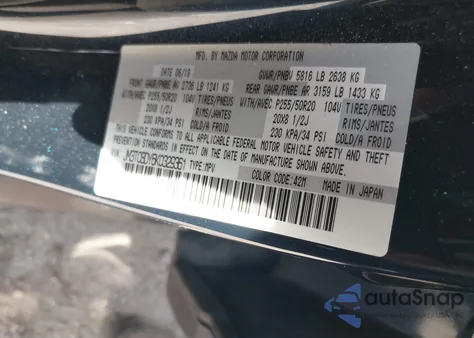 MFD. BY MAZDA MOTOR CORPORATION
DATE 06/19 GVWR/PNBV 5816 LB 2638 KG
FRONT GAWR/PNBE AV 2736 LB 1241 KG REAR GAWR/PNBE AR 3159 LB 1433 KG
WITH/AVEC P255/50R20 104V TIRES/PNEUS WITH/AVEC P255/50R20 104V TIRES/PNEUS
20X8 1/2J RIMS/JANTES 20X8 1/2J RIMS/JANTES
230 KPA/34 PSI COLD/A FROID 230 KPA/34 PSI COLD/A FROID
THIS VEHICLE CONFORMS TO ALL APPLICABLE FEDERAL MOTOR VEHICLE SAFETY AND
IN EFFECT ON THE DATE OF MANUFACTURE SHOWN ABOVE.
TYPE: MPV
COLOR CODE: 42M MADE IN JAPAN
autoSnap